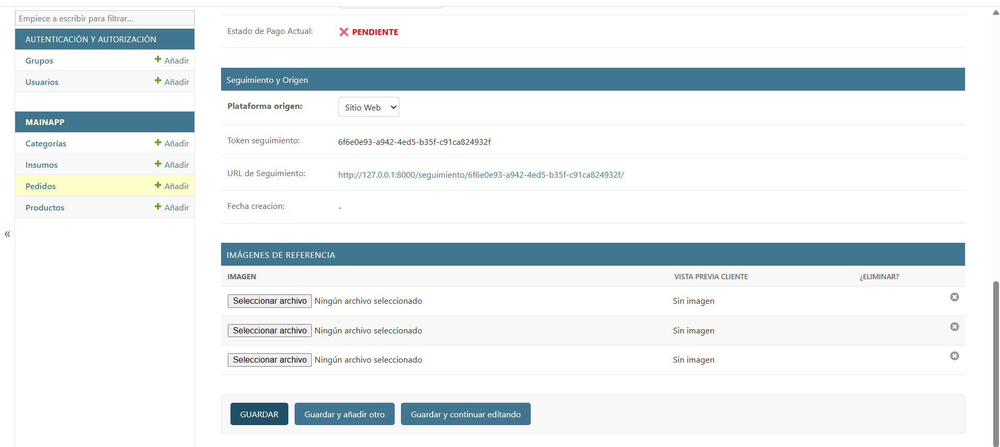 Empiece a escribir para filtrar...
AUTENTICACIÓN Y AUTORIZACIÓN
Grupos Añadir
Usuarios Añadir
MAINAPP
Categorías Añadir
Insumos Añadir
Pedidos Añadir
Productos Añadir
«
Estado de Pago Actual: ❌ PENDIENTE
Seguimiento y Origen
Plataforma origen: Sitio Web
Token seguimiento: 6f6e0e93-a942-4ed5-b35f-c91ca824932f
URL de Seguimiento: http://127.0.0.1:8000/seguimiento/6f6e0e93-a942-4ed5-b35f-c91ca824932f/
Fecha creacion: -
IMÁGENES DE REFERENCIA
IMAGEN VISTA PREVIA CLIENTE ¿ELIMINAR?
Seleccionar archivo Ningún archivo seleccionado Sin imagen
Seleccionar archivo Ningún archivo seleccionado Sin imagen
Seleccionar archivo Ningún archivo seleccionado Sin imagen
GUARDAR Guardar y añadir otro Guardar y continuar editando